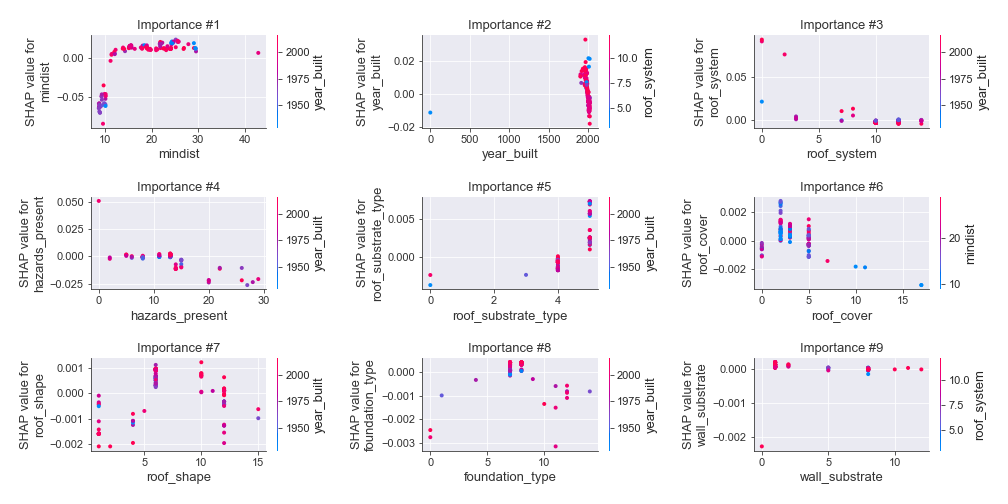 Importance #1
SHAP value for
mindist
0.00
−0.05
10 20 30 40
mindist
2000
1975
1950
year_built
Importance #2
SHAP value for
year_built
0.02
0.00
−0.02
0 500 1000 1500 2000
year_built
10.0
7.5
5.0
roof_system
Importance #3
SHAP value for
roof_system
0.05
0.00
0 5 10
roof_system
2000
1975
1950
year_built
Importance #4
SHAP value for
hazards_present
0.050
0.025
0.000
−0.025
0 10 20 30
hazards_present
2000
1975
1950
year_built
Importance #5
SHAP value for
roof_substrate_type
0.005
0.000
0 2 4
roof_substrate_type
2000
1975
1950
year_built
Importance #6
SHAP value for
roof_cover
0.002
0.000
−0.002
0 5 10 15
roof_cover
20
10
mindist
Importance #7
SHAP value for
roof_shape
0.001
0.000
−0.001
−0.002
5 10 15
roof_shape
2000
1975
1950
year_built
Importance #8
SHAP value for
foundation_type
0.000
−0.001
−0.002
−0.003
0 5 10
foundation_type
2000
1975
1950
year_built
Importance #9
SHAP value for
wall_substrate
0.000
−0.001
−0.002
0 5 10
wall_substrate
10.0
7.5
5.0
roof_system